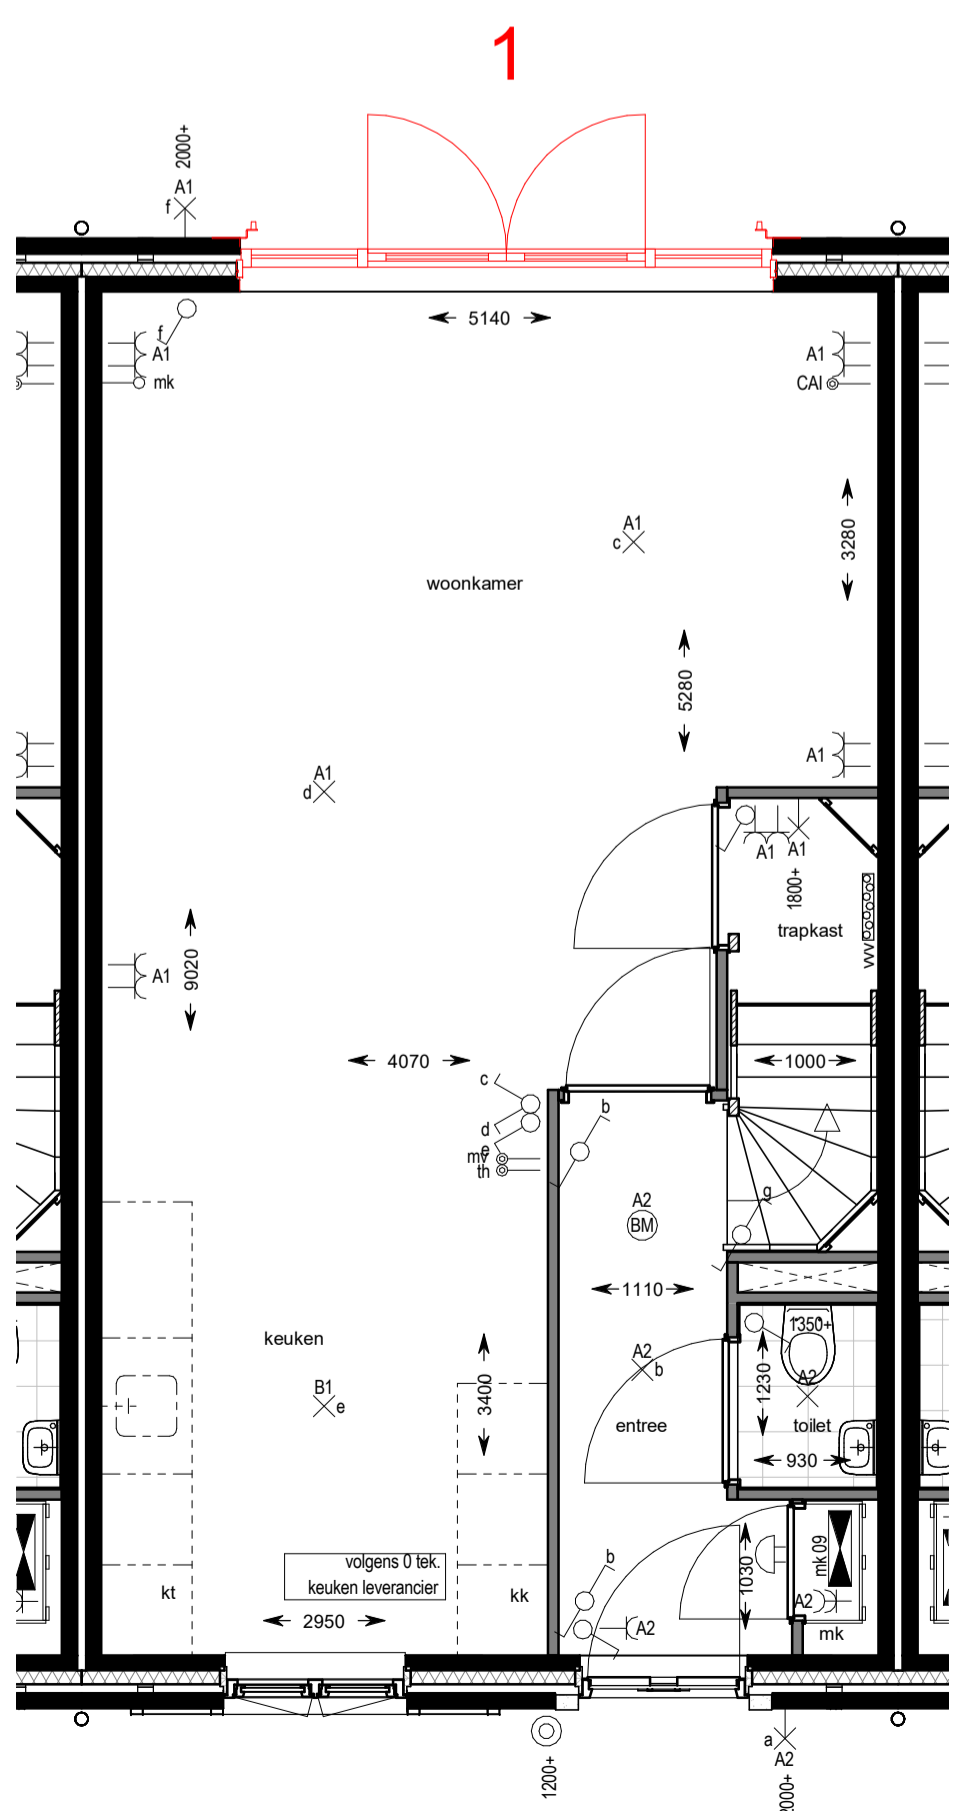 1
2000+
A1
f
5140
f
A1
mk
A1
CAI
A1
c
3280
woonkamer
5280
A1
A1
d
A1
A1
1800+
trapkast
vvv
A1
9020
4070
1000
c
d
e
mv
th
b
g
A2
BM
1110
keuken
1350+
A2
b
1230
A2
B1
e
3400
entree
toilet
930
volgens 0 tek.
keuken leverancier
b
1030
mk 09
kt
kk
A2
2950
A2
mk
1200+
a
A2
2000+